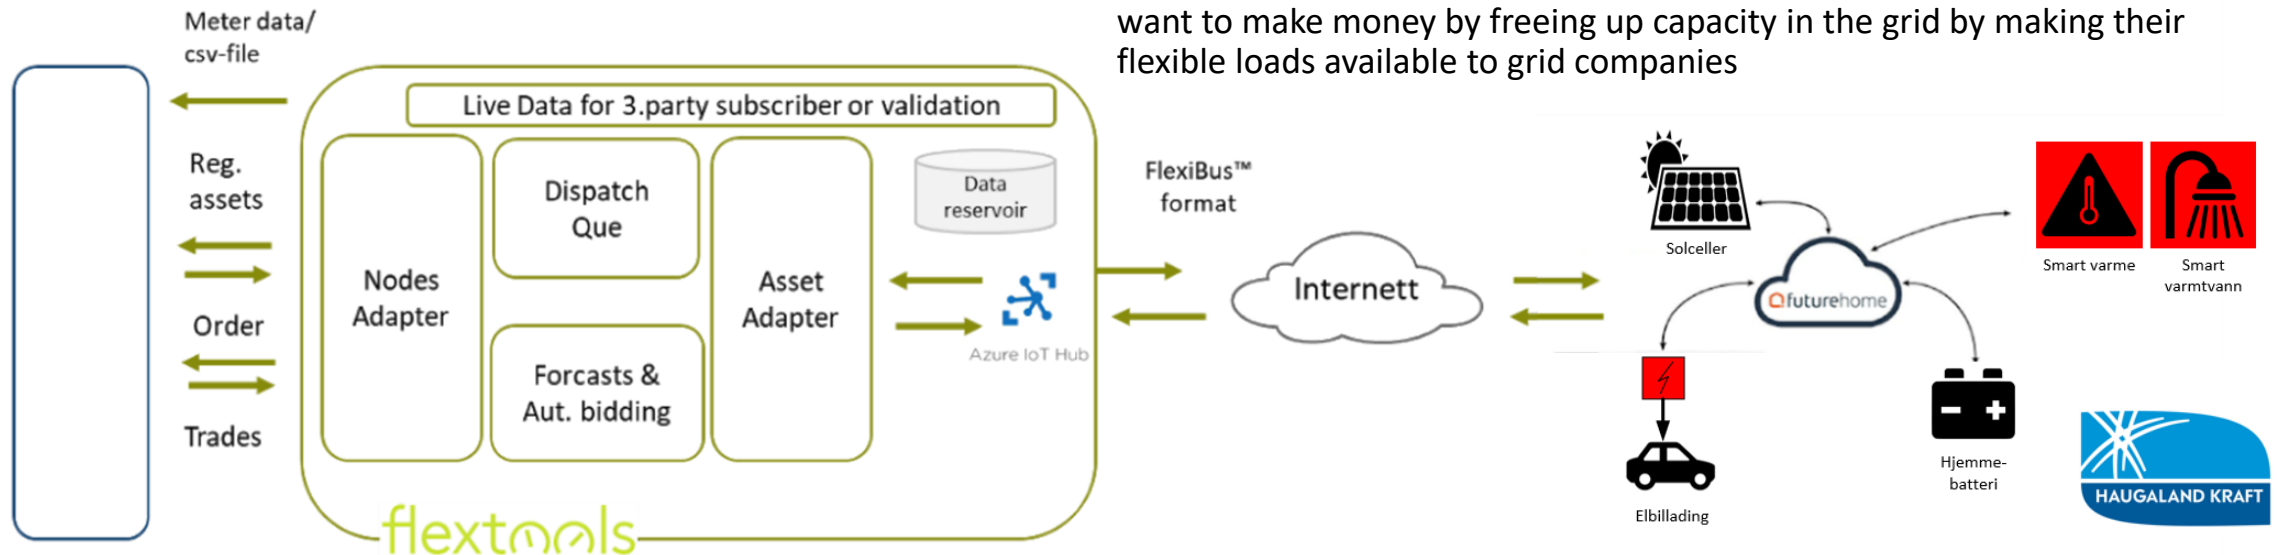 want to make money by freeing up capacity in the grid by making their
flexible loads available to grid companies
Meter data/
csv-file
Reg.
assets
Order
Trades
Live Data for 3.party subscriber or validation
Nodes
Adapter
Dispatch
Que
Forcasts &
Aut. bidding
Asset
Adapter
Data
reservoir
Azure IoT Hub
flextools
FlexiBus™
format
Internett
Solceller
futurehome
Smart varme
Smart
varmtvann
Elbillading
Hjemme-
batteri
HAUGALAND KRAFT